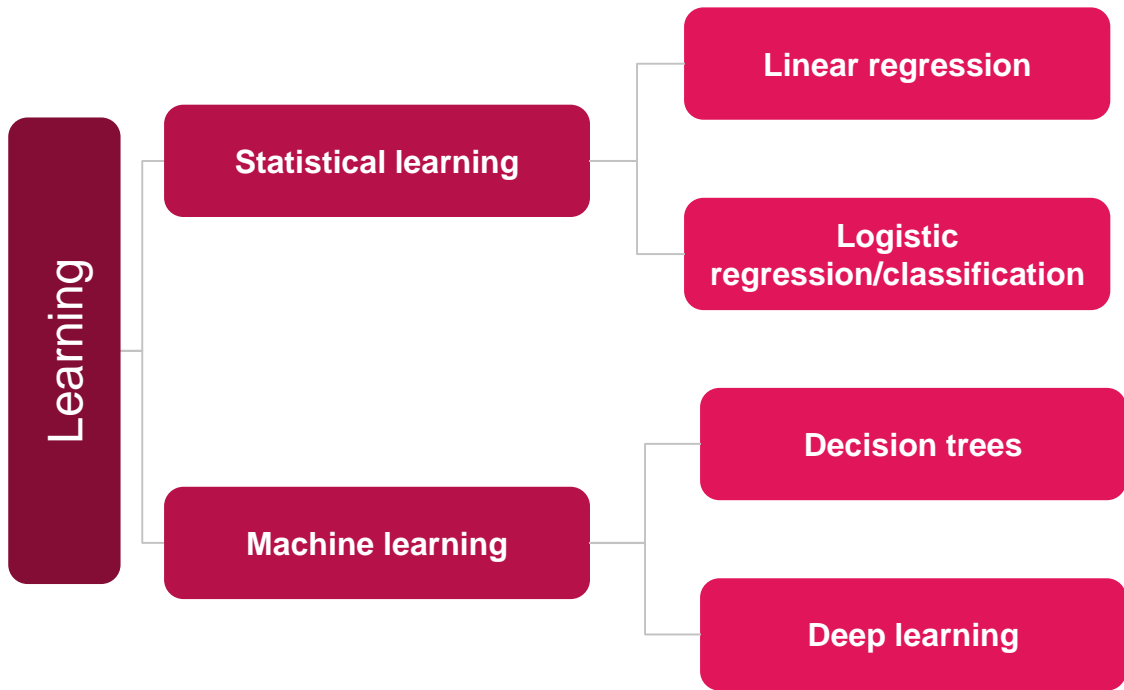 Learning
Statistical learning
Linear regression
Logistic
regression/classification
Machine learning
Decision trees
Deep learning